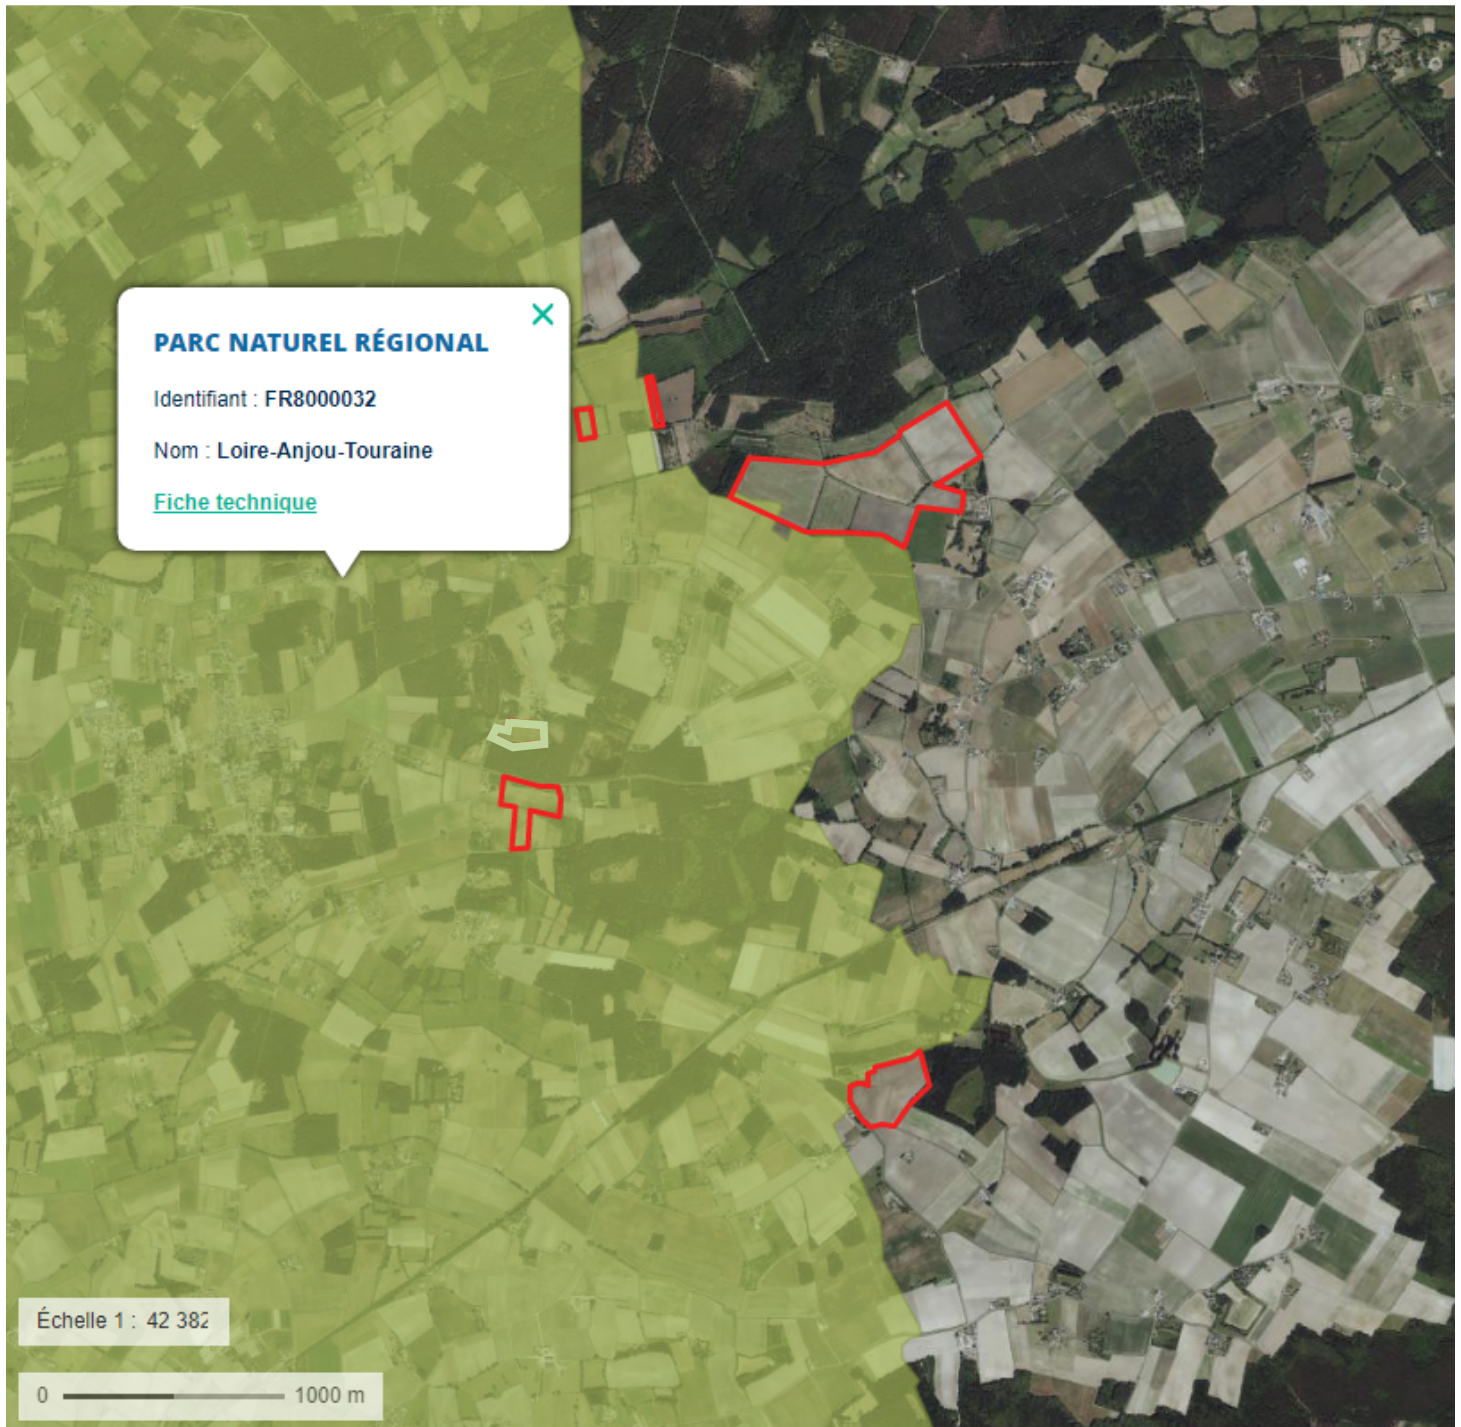 PARC NATUREL RÉGIONAL
Identifiant : FR8000032
Nom : Loire-Anjou-Touraine
Fiche technique
Échelle 1 : 42 382
0 1000 m